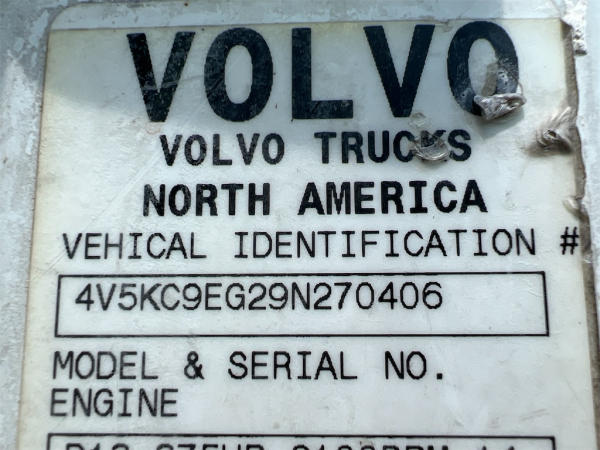 VOLVO
VOLVO TRUCKS
NORTH AMERICA
VEHICAL IDENTIFICATION #
4V5KC9EG29N270406
MODEL & SERIAL NO.
ENGINE